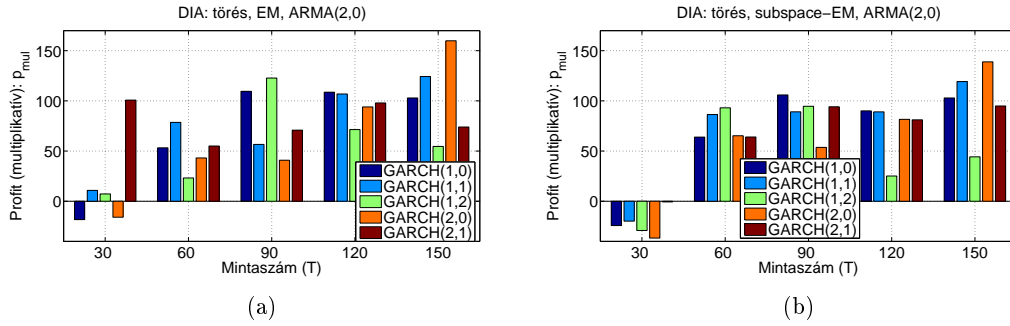 DIA: törés, EM, ARMA(2,0)
Profit (multiplikatív): p_mul
150
100
50
0
30
60
90
120
150
Mintaszám (T)
GARCH(1,0)
GARCH(1,1)
GARCH(1,2)
GARCH(2,0)
GARCH(2,1)
(a)
DIA: törés, subspace−EM, ARMA(2,0)
Profit (multiplikatív): p_mul
150
100
50
0
30
60
90
120
150
Mintaszám (T)
GARCH(1,0)
GARCH(1,1)
GARCH(1,2)
GARCH(2,0)
GARCH(2,1)
(b)